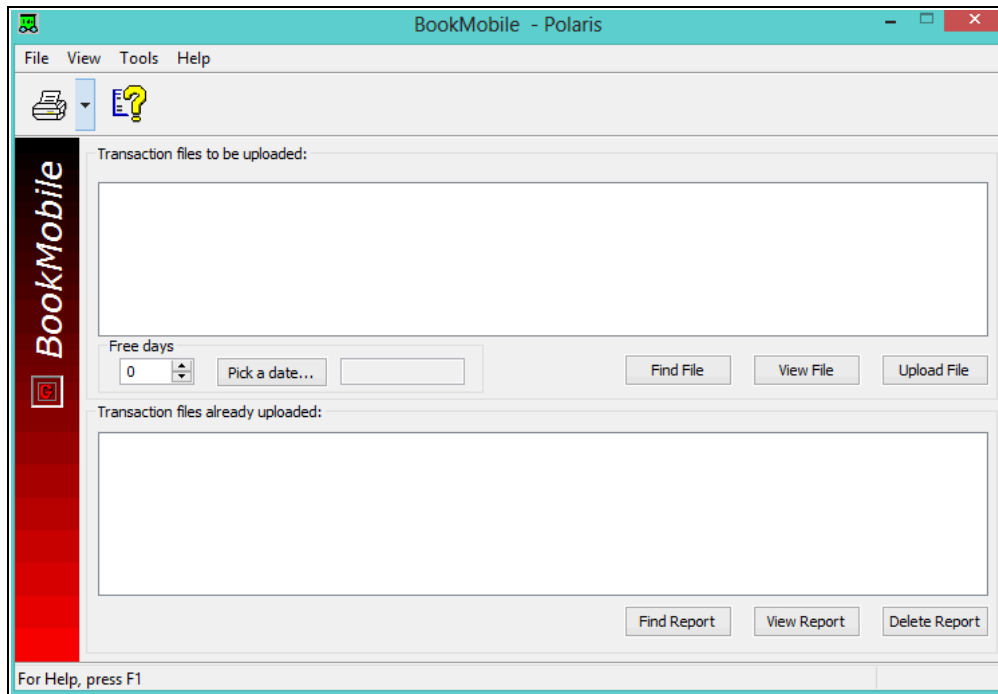 BookMobile - Polaris
File View Tools Help
BookMobile
G
Transaction files to be uploaded:
Free days
0
Pick a date...
Find File
View File
Upload File
Transaction files already uploaded:
Find Report
View Report
Delete Report
For Help, press F1